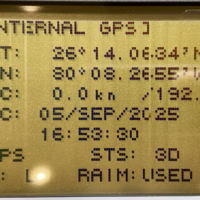 NTERNAL GPS]
T: 26°14.0634'N
N: 80°08.2655'W
C: 0.0kn /192.
C: 05/SEP/2025
16:53:30
PS STS: 3D
: L RAIM: USED